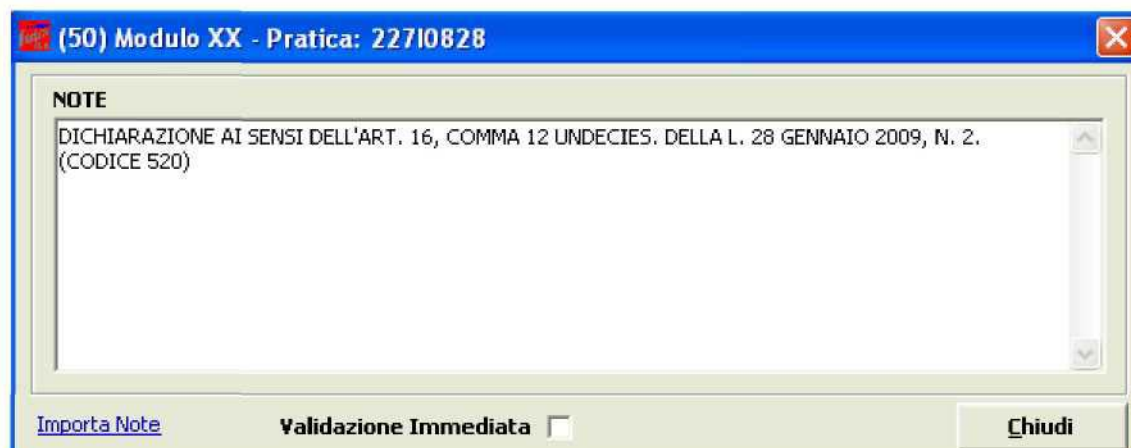 (50) Modulo XX - Pratica: 227I0828
NOTE
DICHIARAZIONE AI SENSI DELL'ART. 16, COMMA 12 UNDECIES. DELLA L. 28 GENNAIO 2009, N. 2.
(CODICE 520)
Importa Note
Validazione Immediata
Chiudi